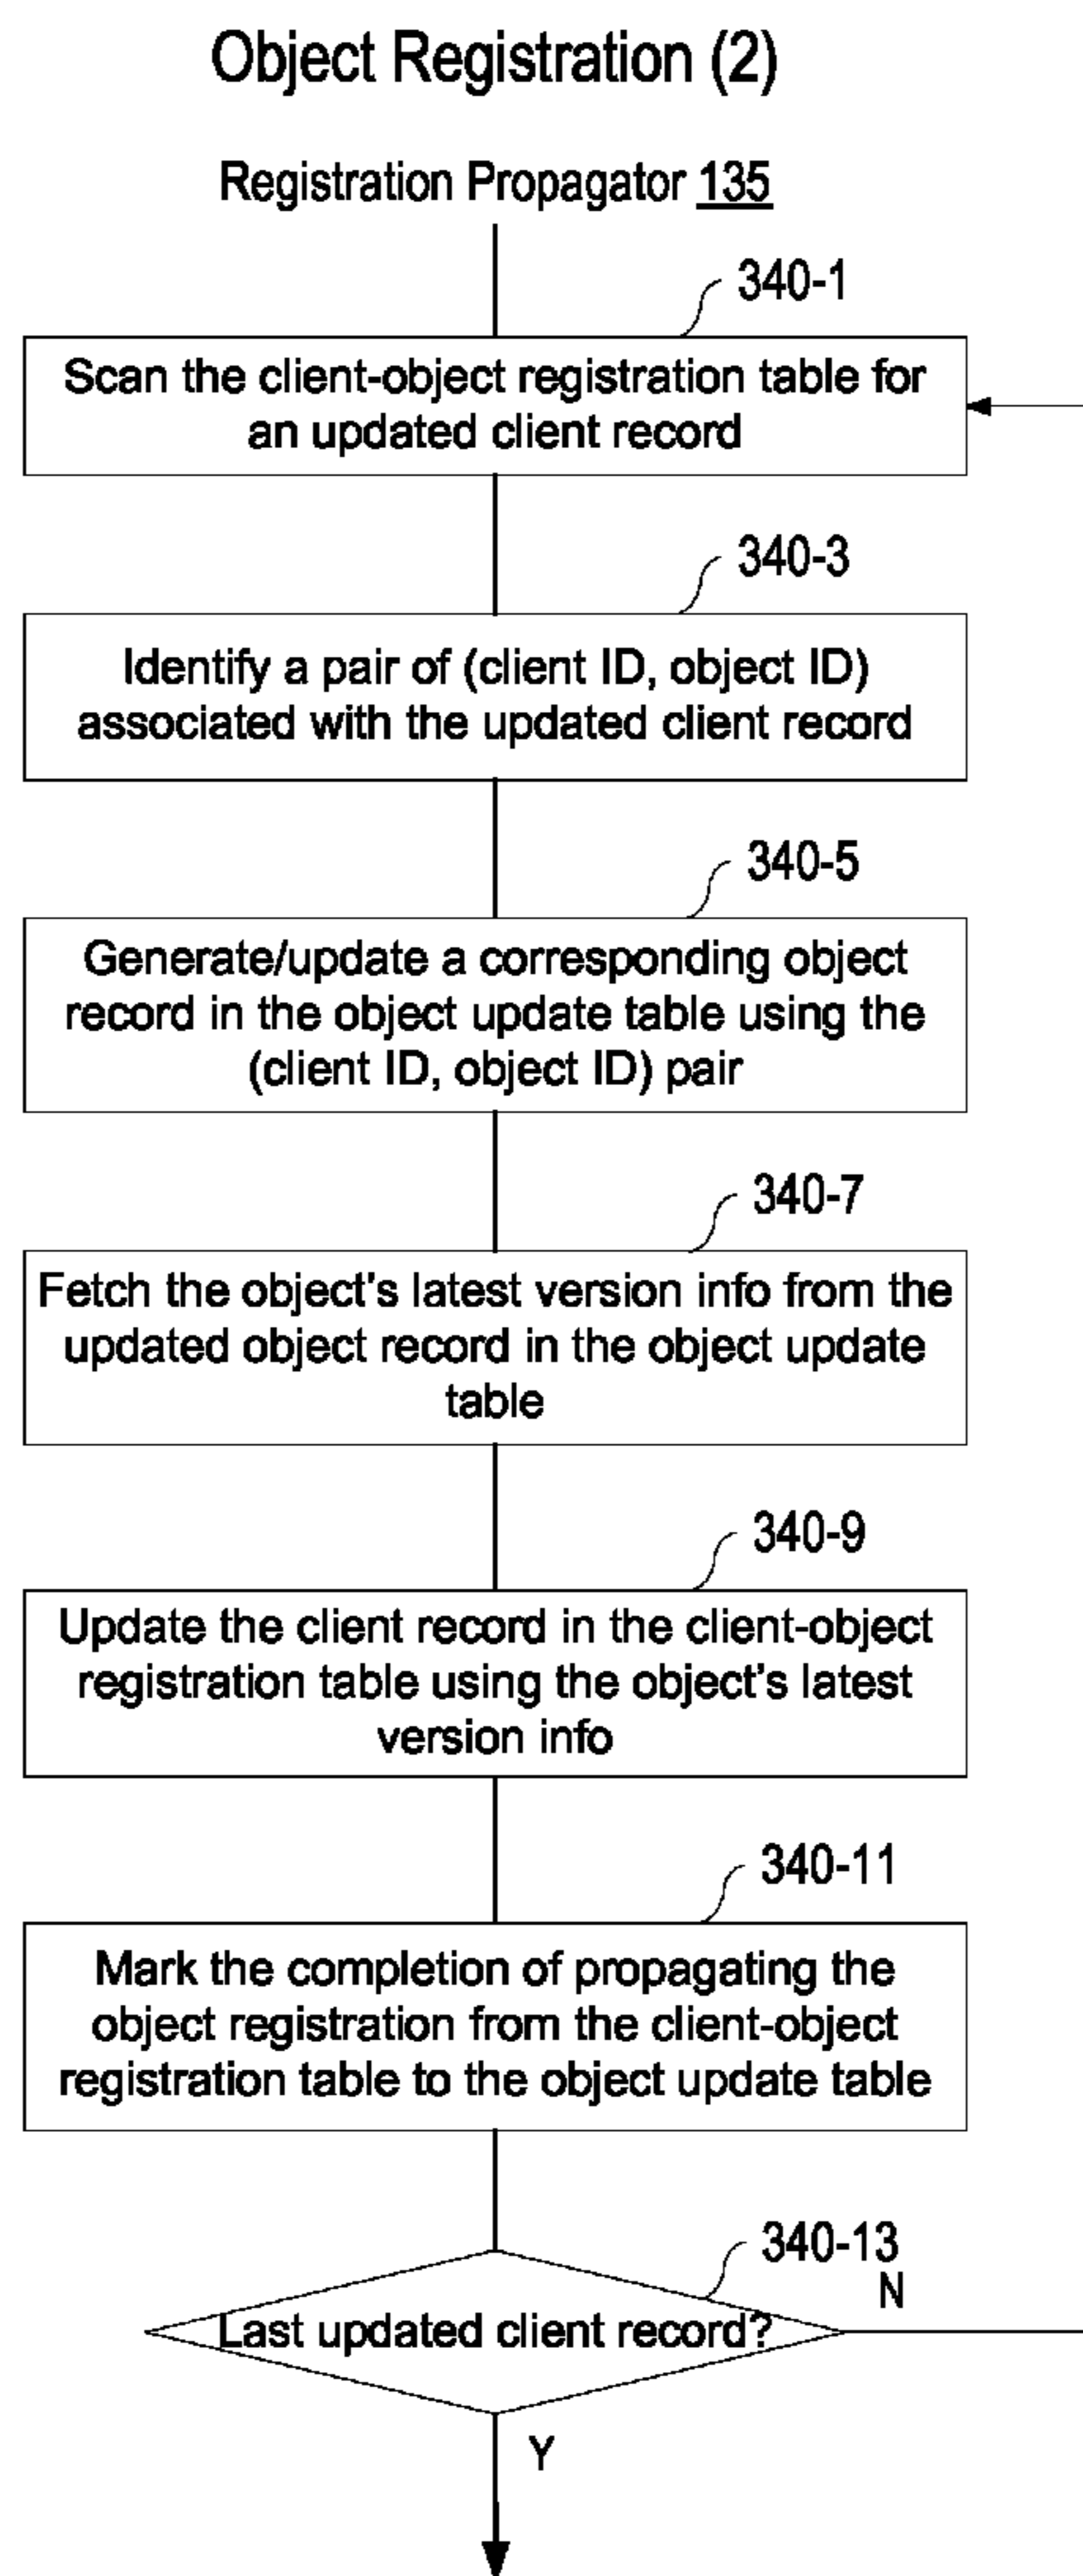 Object Registration (2)
Registration Propagator 135
340-1
Scan the client-object registration table for
an updated client record
340-3
Identify a pair of (client ID, object ID)
associated with the updated client record
340-5
Generate/update a corresponding object
record in the object update table using the
(client ID, object ID) pair
340-7
Fetch the object's latest version info from the
updated object record in the object update
table
340-9
Update the client record in the client-object
registration table using the object’s latest
version info
340-11
Mark the completion of propagating the
object registration from the client-object
registration table to the object update table
340-13
N
Last updated client record?
Y